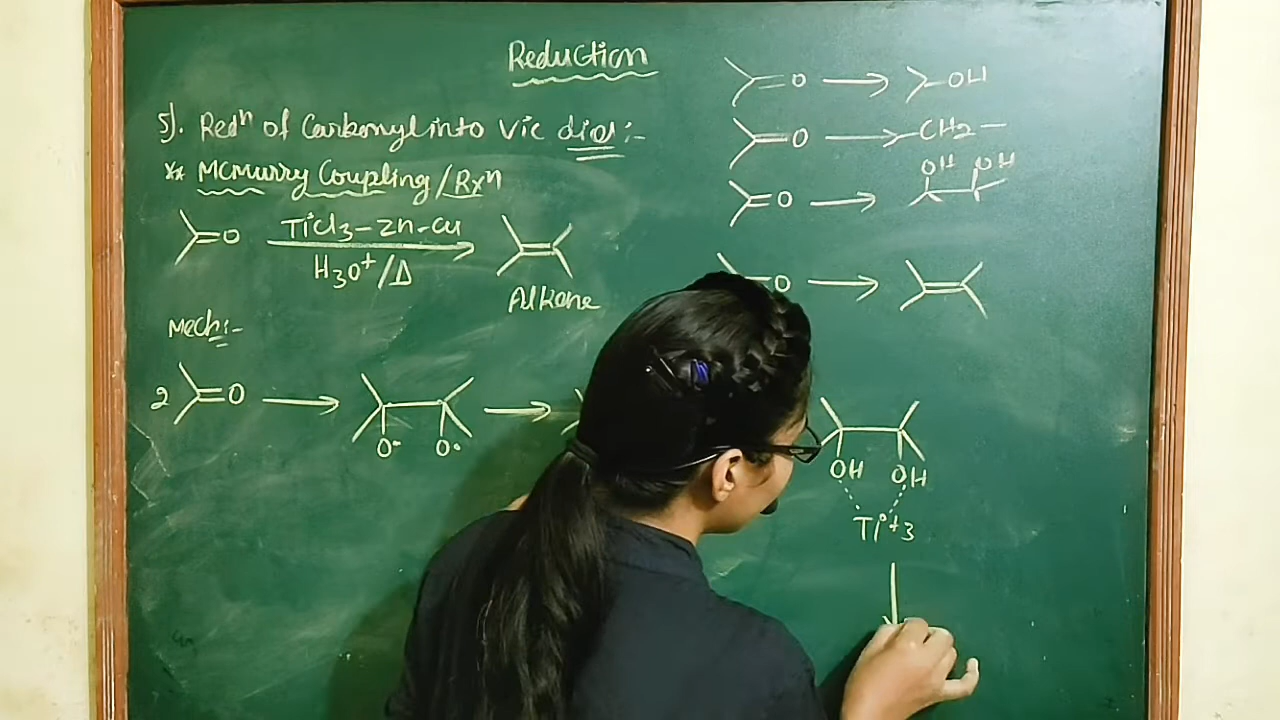 Reduction
5). Redⁿ of Carbonyl into Vic diol :-
** McMurry Coupling / Rxⁿ
O TiCl3-Zn-Cu
H3O+/Δ
Alkene
Mech:-
2 O O• O•
OH OH
Ti+3
O OH
O CH2
O OH OH
O